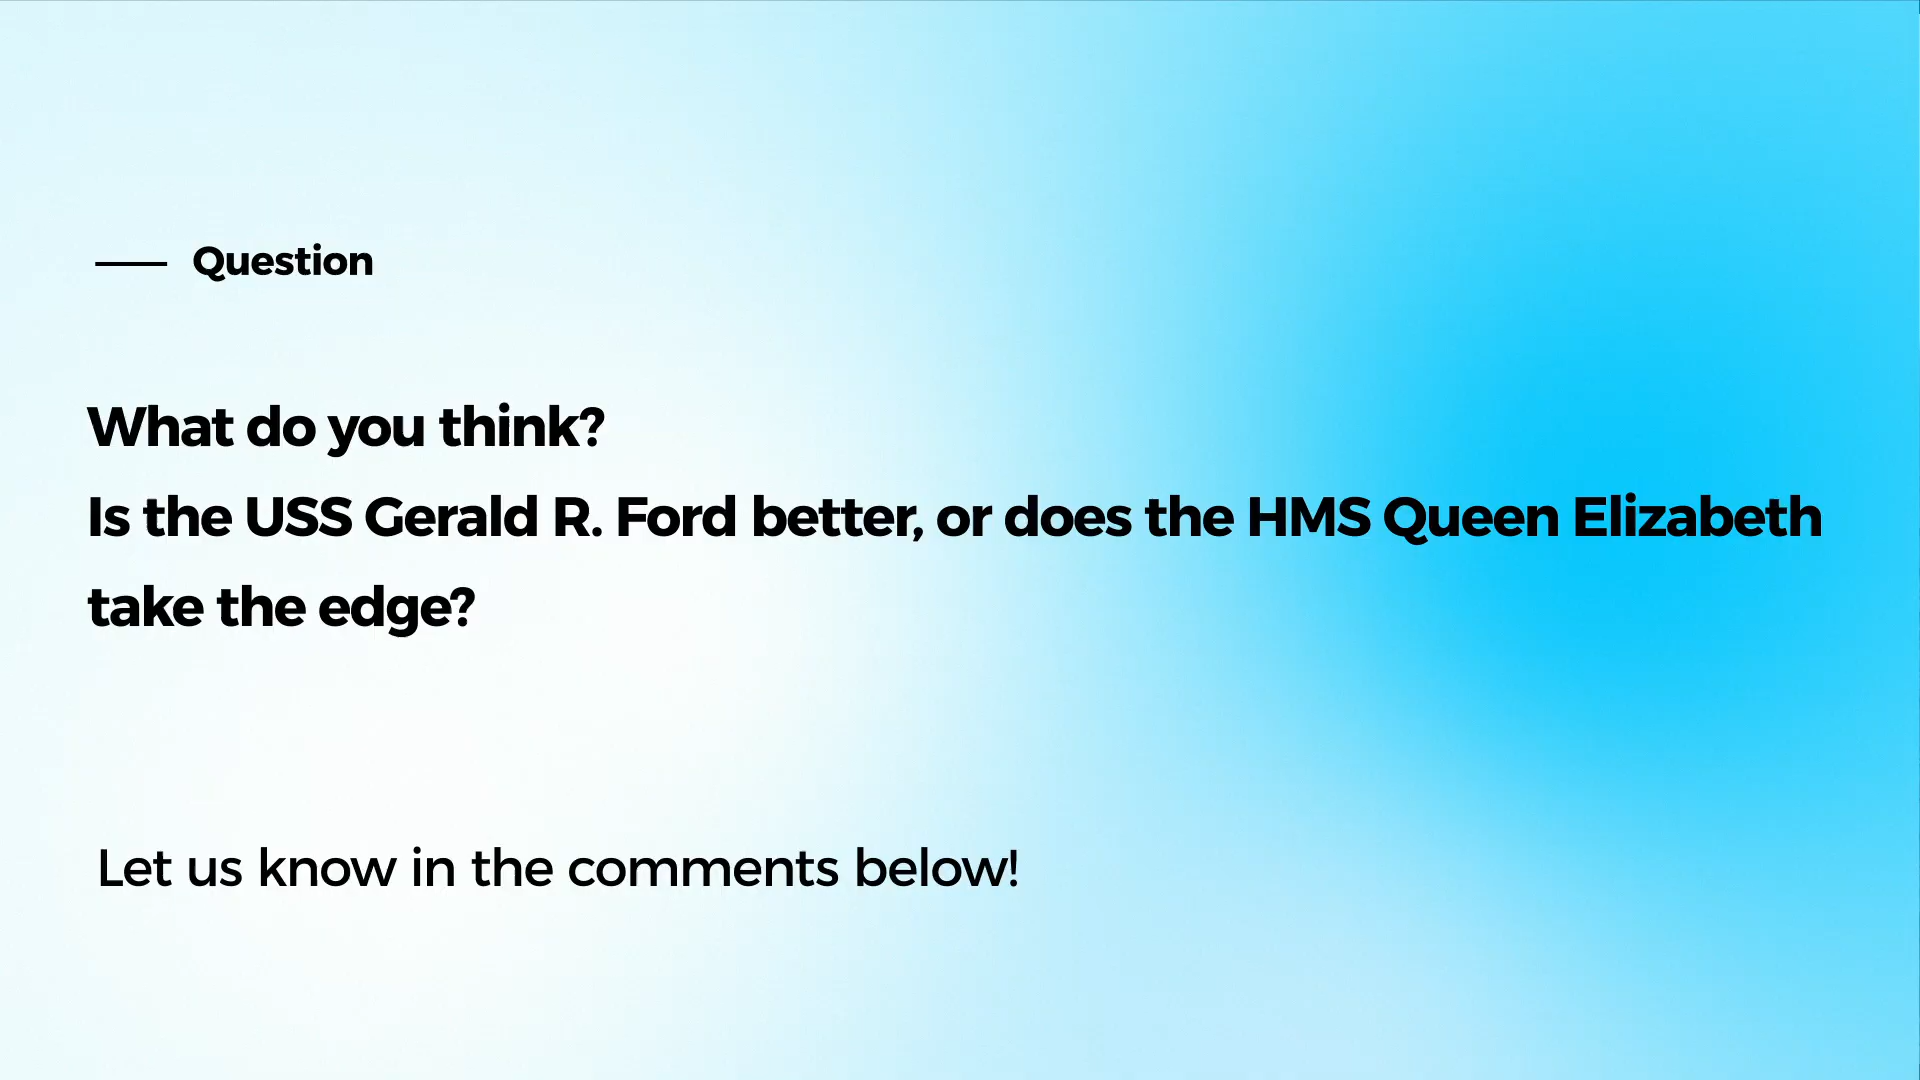 Question
What do you think?
Is the USS Gerald R. Ford better, or does the HMS Queen Elizabeth
take the edge?
Let us know in the comments below!